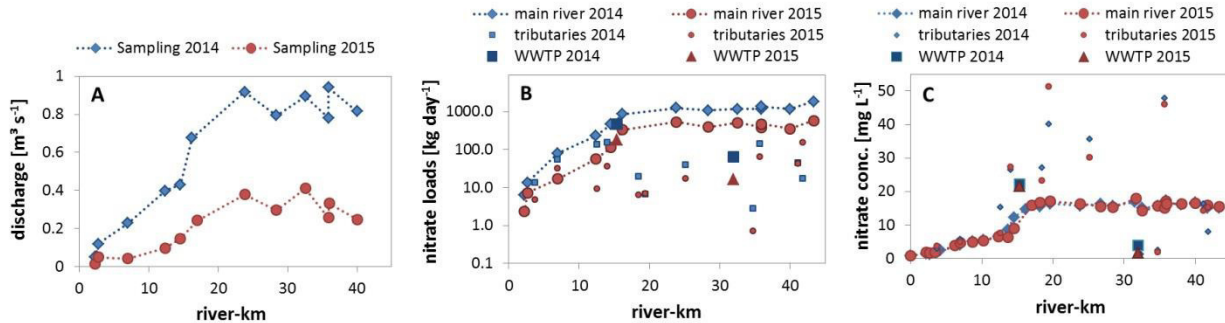 Sampling 2014 Sampling 2015
A
discharge [m³ s⁻¹]
1
0.8
0.6
0.4
0.2
0
0 10 20 30 40
river-km
main river 2014 main river 2015
tributaries 2014 tributaries 2015
WWTP 2014 WWTP 2015
B
nitrate loads [kg day⁻¹]
1000.0
100.0
10.0
1.0
0.1
0 10 20 30 40
river-km
main river 2014 main river 2015
tributaries 2014 tributaries 2015
WWTP 2014 WWTP 2015
C
nitrate conc. [mg L⁻¹]
50
40
30
20
10
0
0 10 20 30 40
river-km